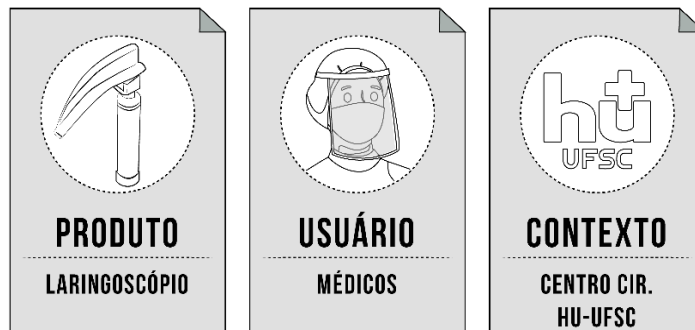 hu
UFSC
PRODUTO
USUÁRIO
CONTEXTO
LARINGOSCÓPIO
MÉDICOS
CENTRO CIR.
HU-UFSC